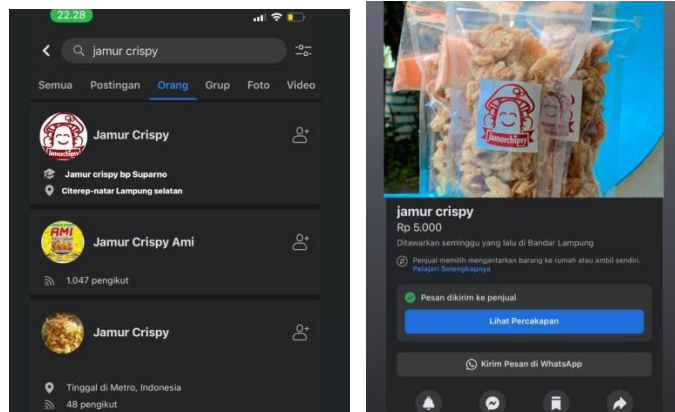 22.28
jamur crispy
Semua Postingan Orang Grup Foto Video
Jamur Crispy
Jamurchipsy
Jamur crispy bp Suparno
Citerep-natar Lampung selatan
AMI
Jamur Crispy Ami
1.047 pengikut
Jamur Crispy
Tinggal di Metro, Indonesia
48 pengikut
Jamurchipsy
jamur crispy
Rp 5.000
Ditawarkan seminggu yang lalu di Bandar Lampung
Penjual memilih mengantarkan barang ke rumah atau ambil sendiri.
Pelajari Selengkapnya
Pesan dikirim ke penjual
Lihat Percakapan
Kirim Pesan di WhatsApp